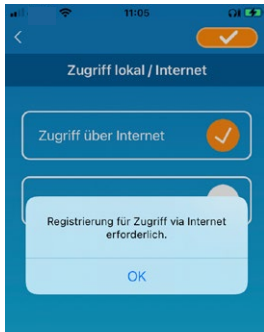 11:05
Zugriff lokal / Internet
Zugriff über Internet
Registrierung für Zugriff via Internet
erforderlich.
OK